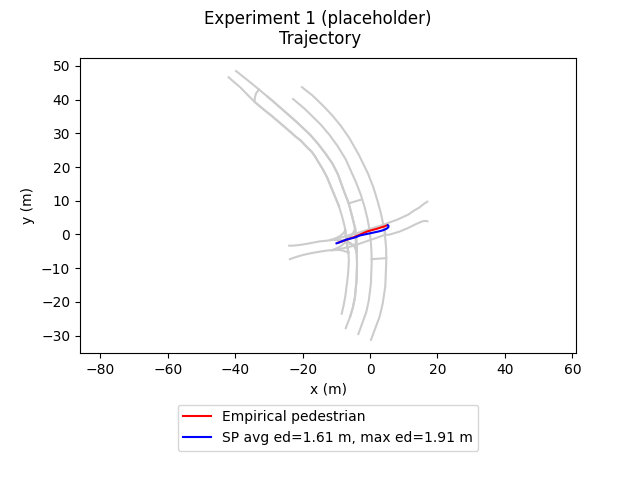 Experiment 1 (placeholder)
Trajectory
y (m)
50
40
30
20
10
0
−10
−20
−30
−80 −60 −40 −20 0 20 40 60
x (m)
Empirical pedestrian
SP avg ed=1.61 m, max ed=1.91 m